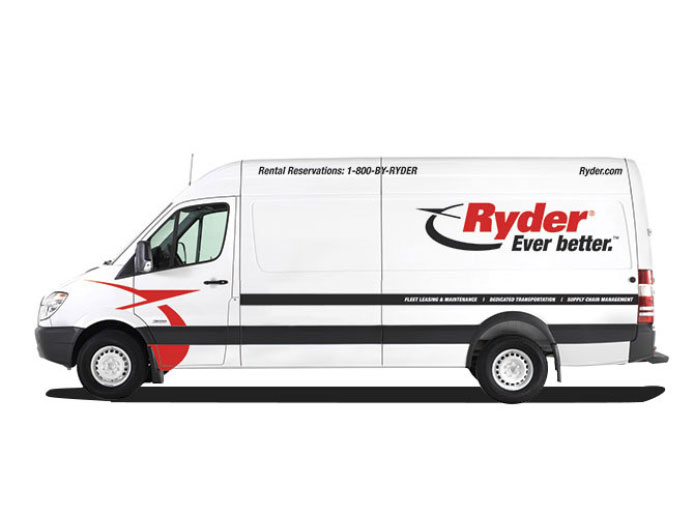 Rental Reservations: 1-800-BY-RYDER
Ryder.com
Ryder®
Ever better.™
FLEET LEASING & MAINTENANCE I DEDICATED TRANSPORTATION I SUPPLY CHAIN MANAGEMENT